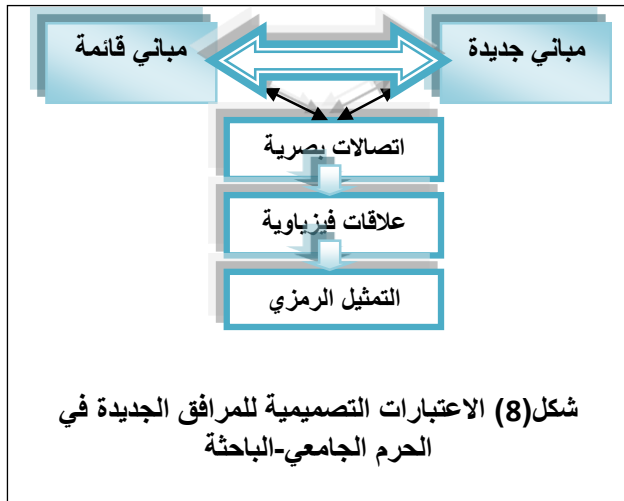 مباني جديدة
مباني قائمة
اتصالات بصرية
علاقات فيزياوية
التمثيل الرمزي
شكل(8) الاعتبارات التصميمية للمرافق الجديدة في
الحرم الجامعي-الباحثة